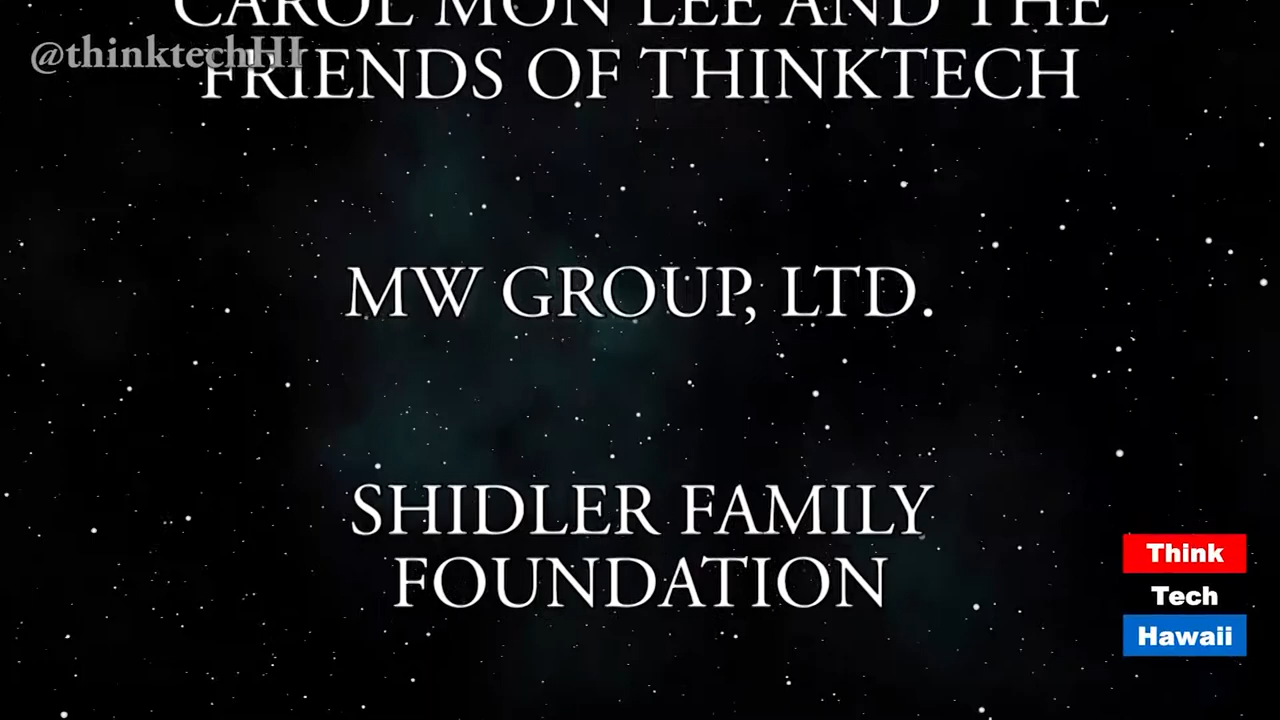 CAROL MON LEE AND THE
@thinktechHI
FRIENDS OF THINKTECH
MW GROUP, LTD.
SHIDLER FAMILY
FOUNDATION
Think
Tech
Hawaii